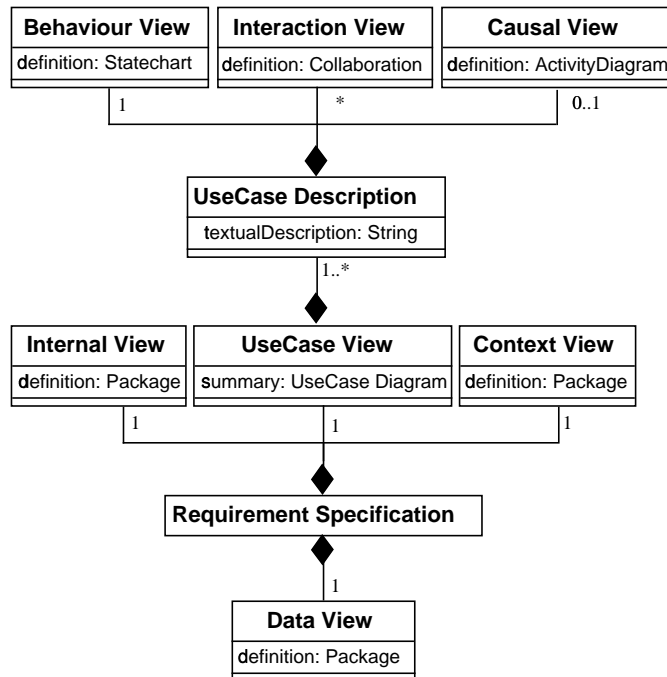 Behaviour View
definition: Statechart
Interaction View
definition: Collaboration
Causal View
definition: ActivityDiagram
1
*
0..1
UseCase Description
textualDescription: String
1..*
Internal View
definition: Package
UseCase View
summary: UseCase Diagram
Context View
definition: Package
1
1
1
Requirement Specification
1
Data View
definition: Package